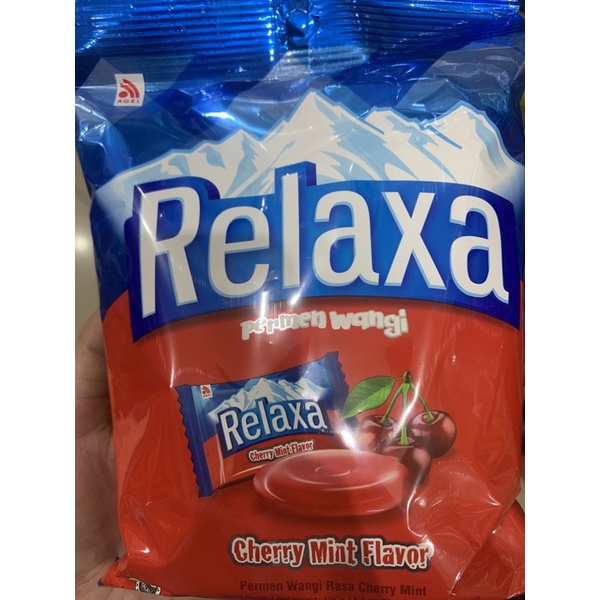 AGEL
Relaxa
permen wangi
Relaxa
Cherry Mint Flavor
Cherry Mint Flavor
Permen Wangi Rasa Cherry Mint